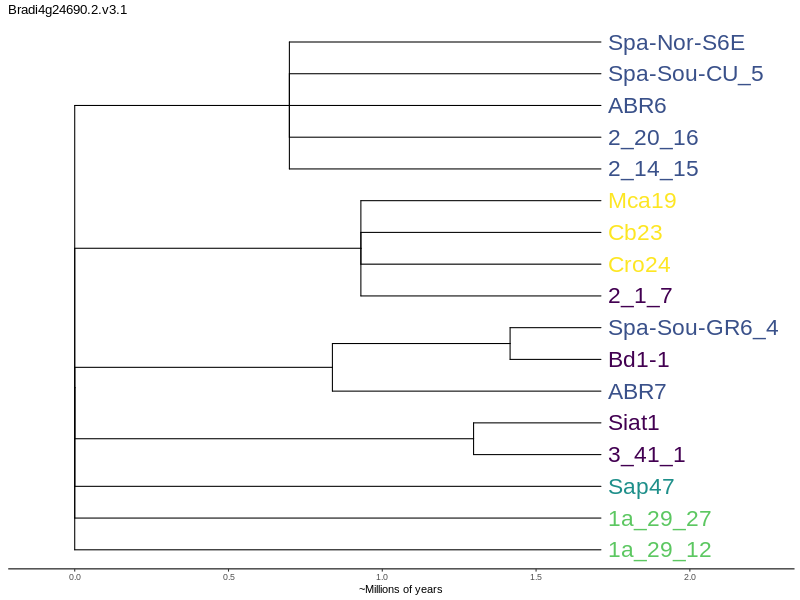 Bradi4g24690.2.v3.1
Spa-Nor-S6E
Spa-Sou-CU_5
ABR6
2_20_16
2_14_15
Mca19
Cb23
Cro24
2_1_7
Spa-Sou-GR6_4
Bd1-1
ABR7
Siat1
3_41_1
Sap47
1a_29_27
1a_29_12
0.0 0.5 1.0 1.5 2.0
~Millions of years